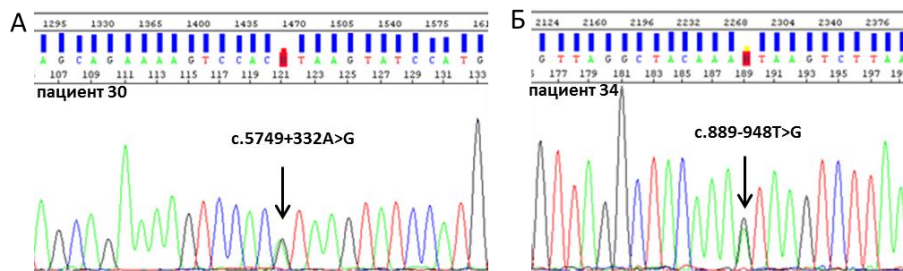 А
1295 1330 1365 1400 1435 1470 1505 1540 1575 161
A G C A G A A A A G T C C A C T A A G T A T C C A T G
107 109 111 113 115 117 119 121 123 125 127 129 131 133
пациент 30
c.5749+332A>G
Б
2124 2160 2196 2232 2268 2304 2340 2376
G T T A G G C T A C A A A T A A G T C T T A A
177 179 181 183 185 187 189 191 193 195 197 19
пациент 34
c.889-948T>G